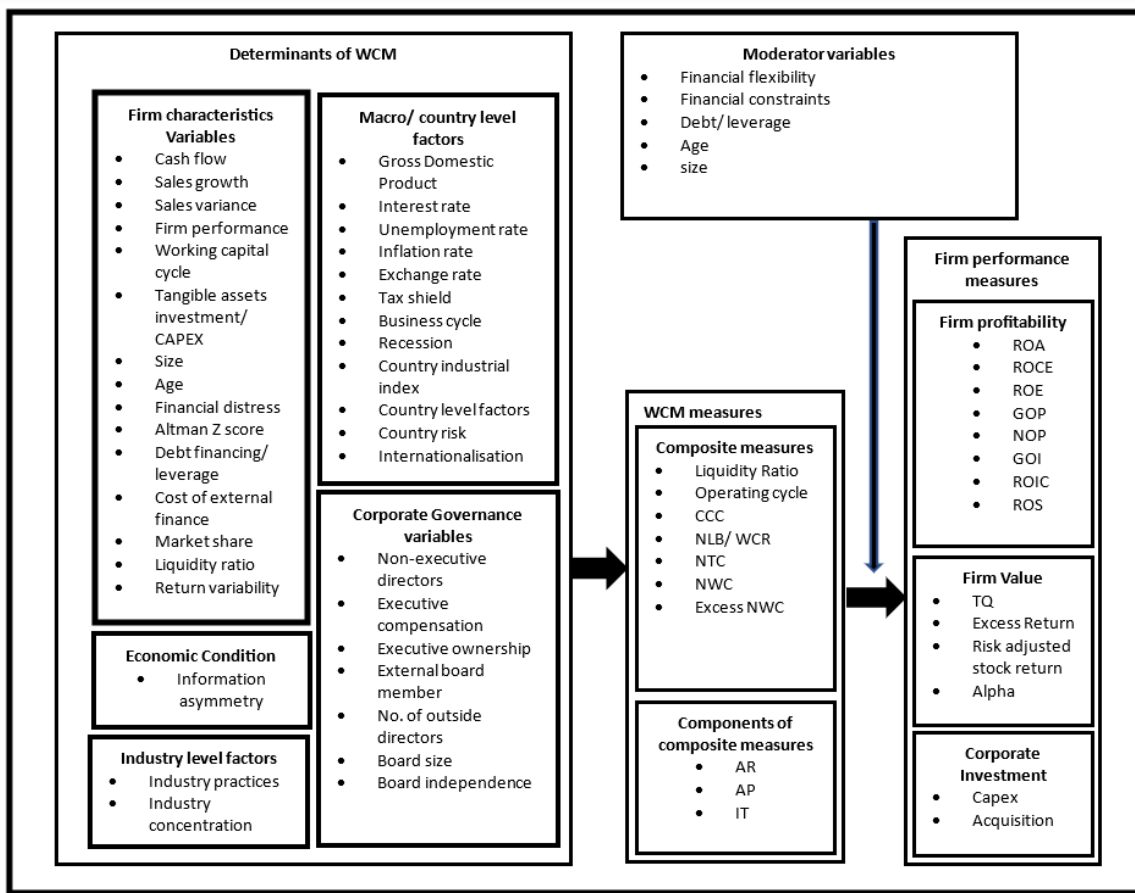 Determinants of WCM
Firm characteristics
Variables
• Cash flow
• Sales growth
• Sales variance
• Firm performance
• Working capital
cycle
• Tangible assets
investment/
CAPEX
• Size
• Age
• Financial distress
• Altman Z score
• Debt financing/
leverage
• Cost of external
finance
• Market share
• Liquidity ratio
• Return variability
Economic Condition
• Information
asymmetry
Industry level factors
• Industry practices
• Industry
concentration
Macro/ country level
factors
• Gross Domestic
Product
• Interest rate
• Unemployment rate
• Inflation rate
• Exchange rate
• Tax shield
• Business cycle
• Recession
• Country industrial
index
• Country level factors
• Country risk
• Internationalisation
Corporate Governance
variables
• Non-executive
directors
• Executive
compensation
• Executive ownership
• External board
member
• No. of outside
directors
• Board size
• Board independence
Moderator variables
• Financial flexibility
• Financial constraints
• Debt/ leverage
• Age
• size
WCM measures
Composite measures
• Liquidity Ratio
• Operating cycle
• CCC
• NLB/ WCR
• NTC
• NWC
• Excess NWC
Components of
composite measures
• AR
• AP
• IT
Firm performance
measures
Firm profitability
• ROA
• ROCE
• ROE
• GOP
• NOP
• GOI
• ROIC
• ROS
Firm Value
• TQ
• Excess Return
• Risk adjusted
stock return
• Alpha
Corporate
Investment
• Capex
• Acquisition